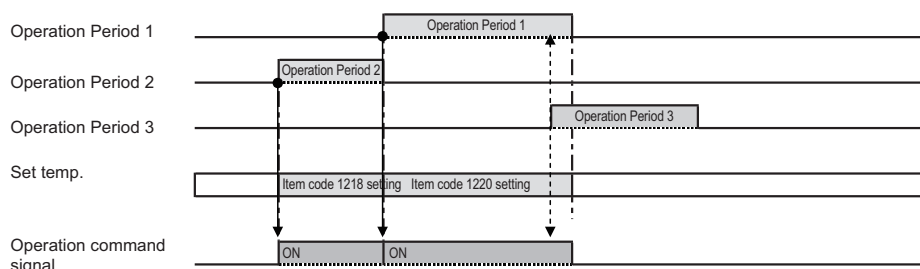 Operation Period 1
Operation Period 1
Operation Period 2
Operation Period 2
Operation Period 3
Operation Period 3
Set temp.
Item code 1218 setting Item code 1220 setting
Operation command
signal
ON ON